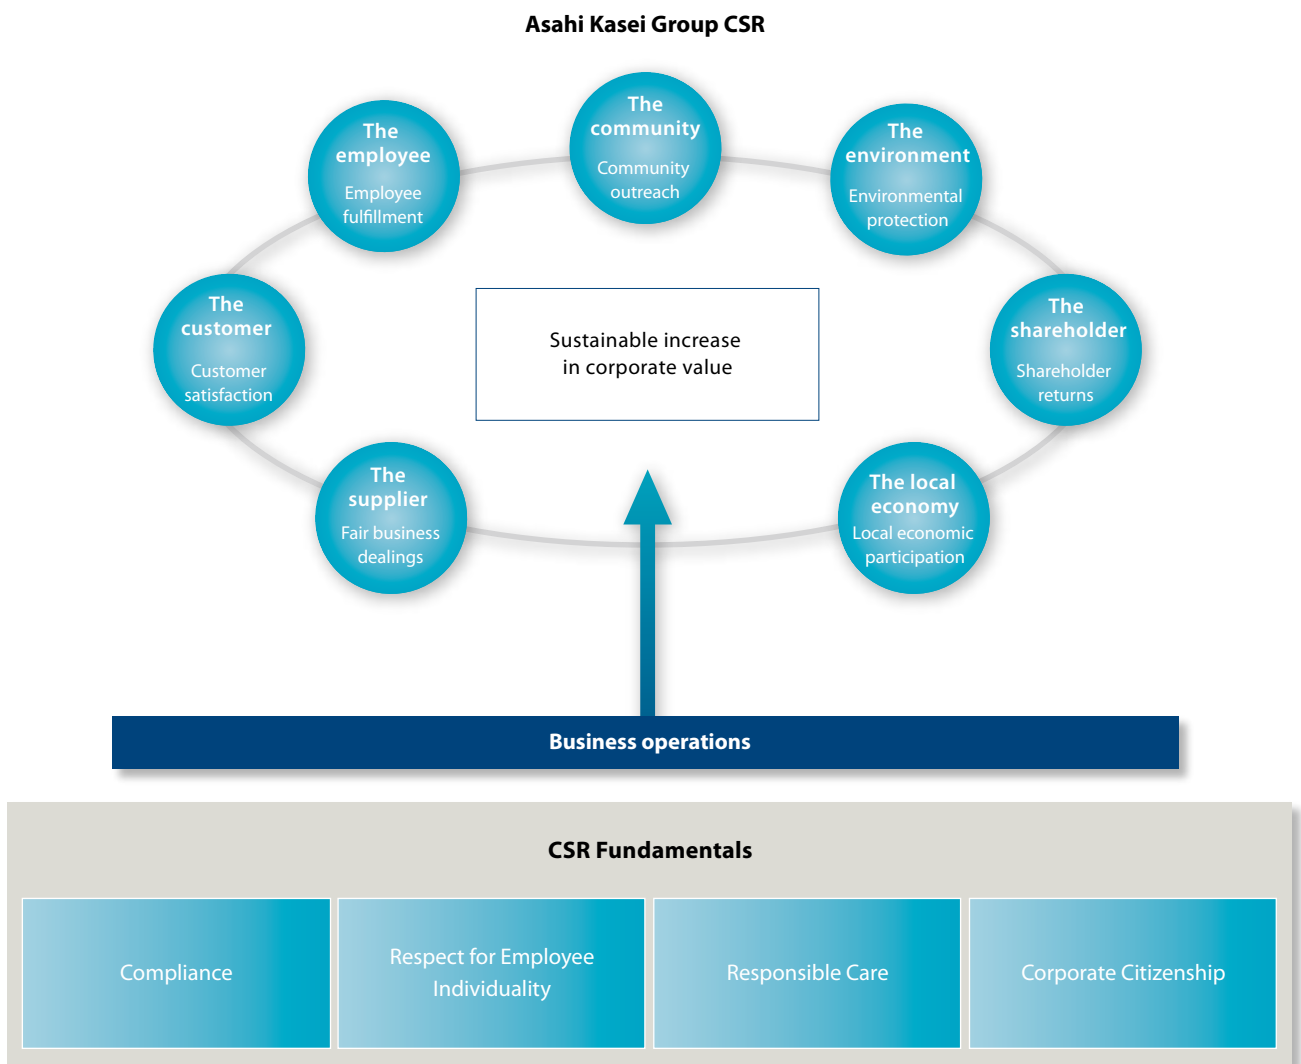 Asahi Kasei Group CSR
The
community
Community
outreach
The
employee
Employee
fulfillment
The
environment
Environmental
protection
The
customer
Customer
satisfaction
Sustainable increase
in corporate value
The
shareholder
Shareholder
returns
The
supplier
Fair business
dealings
The local
economy
Local economic
participation
Business operations
CSR Fundamentals
Compliance
Respect for Employee
Individuality
Responsible Care
Corporate Citizenship